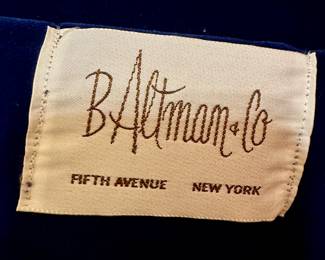 B Altman & Co
FIFTH AVENUE NEW YORK